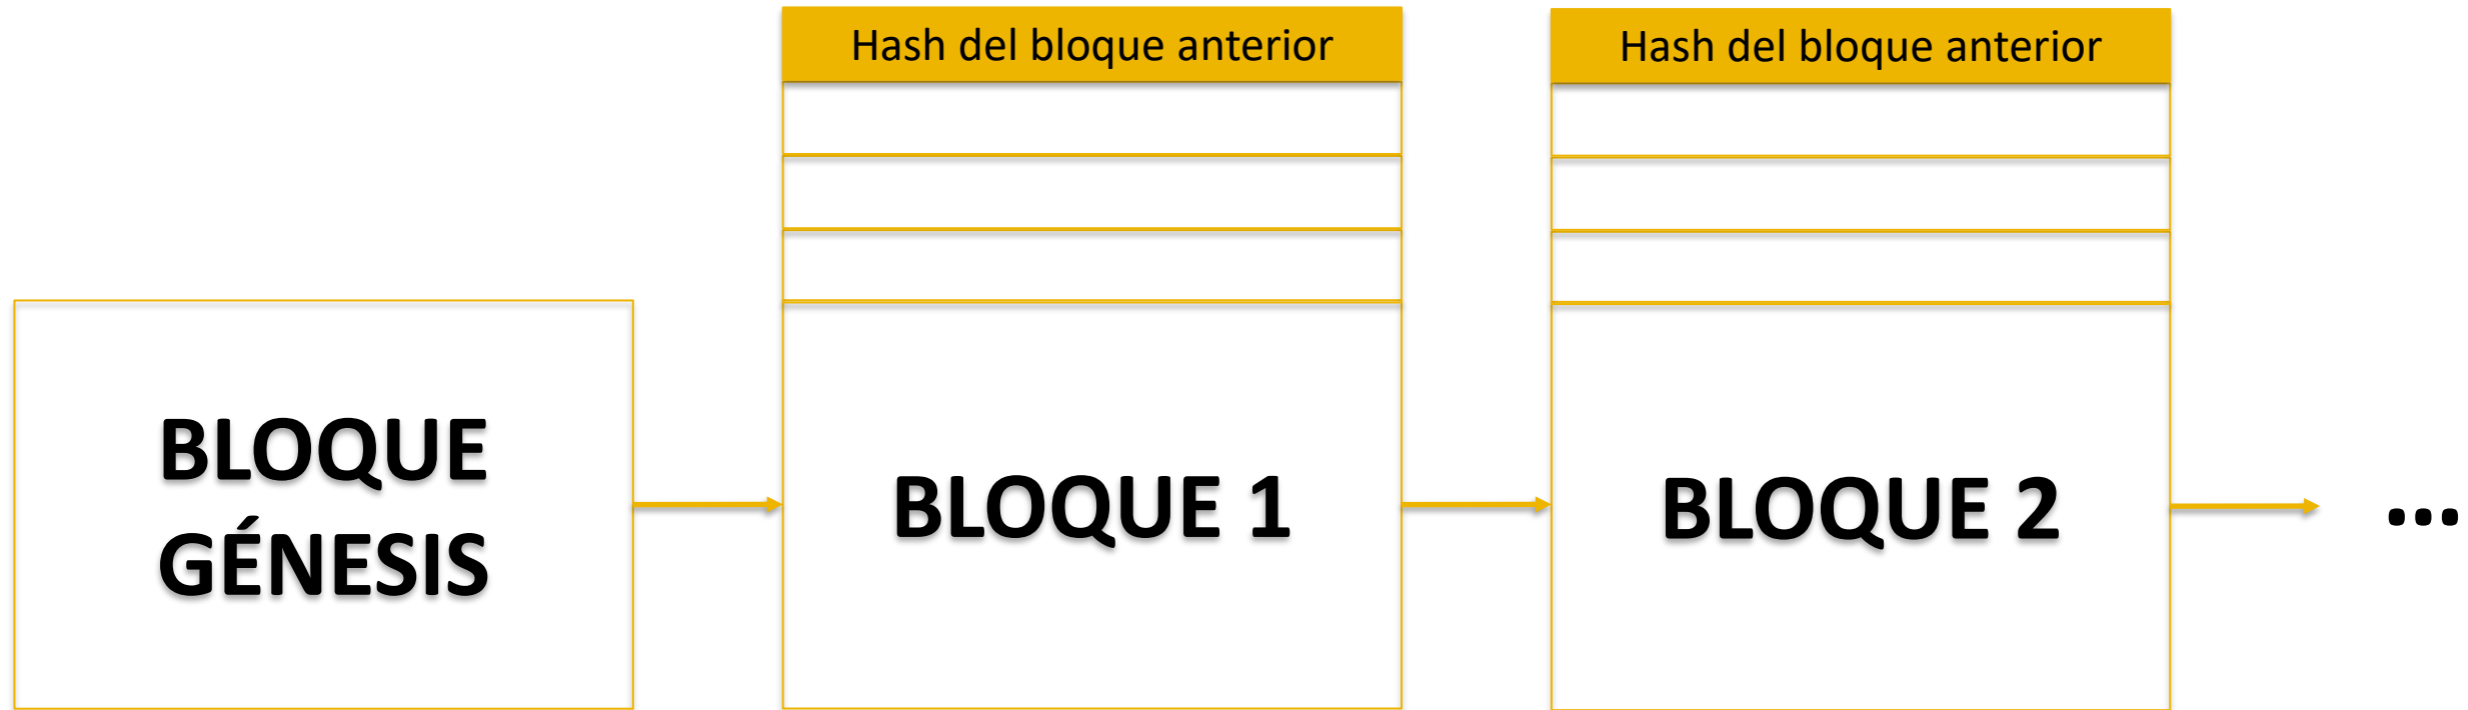 Hash del bloque anterior
Hash del bloque anterior
BLOQUE
GÉNESIS
BLOQUE 1
BLOQUE 2
...